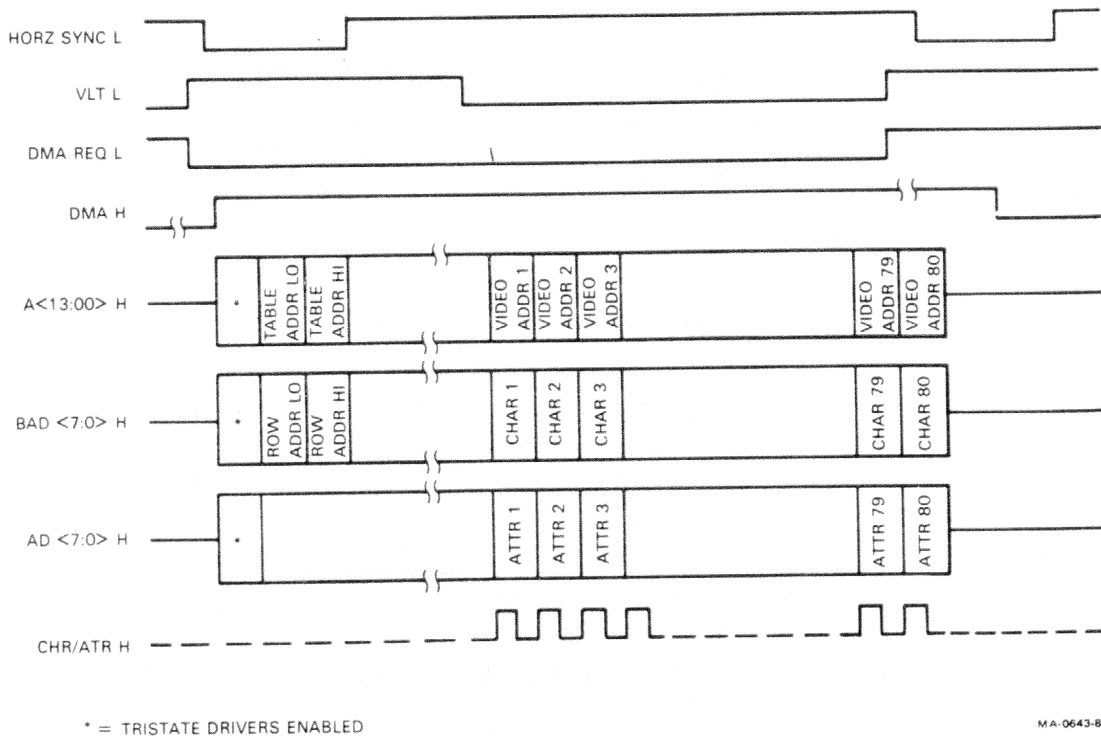 HORZ SYNC L
VLT L
DMA REQ L
DMA H
A<13:00> H
*
TABLE
ADDR LO
TABLE
ADDR HI
VIDEO
ADDR 1
VIDEO
ADDR 2
VIDEO
ADDR 3
VIDEO
ADDR 79
VIDEO
ADDR 80
BAD <7:0> H
*
ROW
ADDR LO
ROW
ADDR HI
CHAR 1
CHAR 2
CHAR 3
CHAR 79
CHAR 80
AD <7:0> H
*
ATTR 1
ATTR 2
ATTR 3
ATTR 79
ATTR 80
CHR/ATR H
* = TRISTATE DRIVERS ENABLED
MA-0643-8